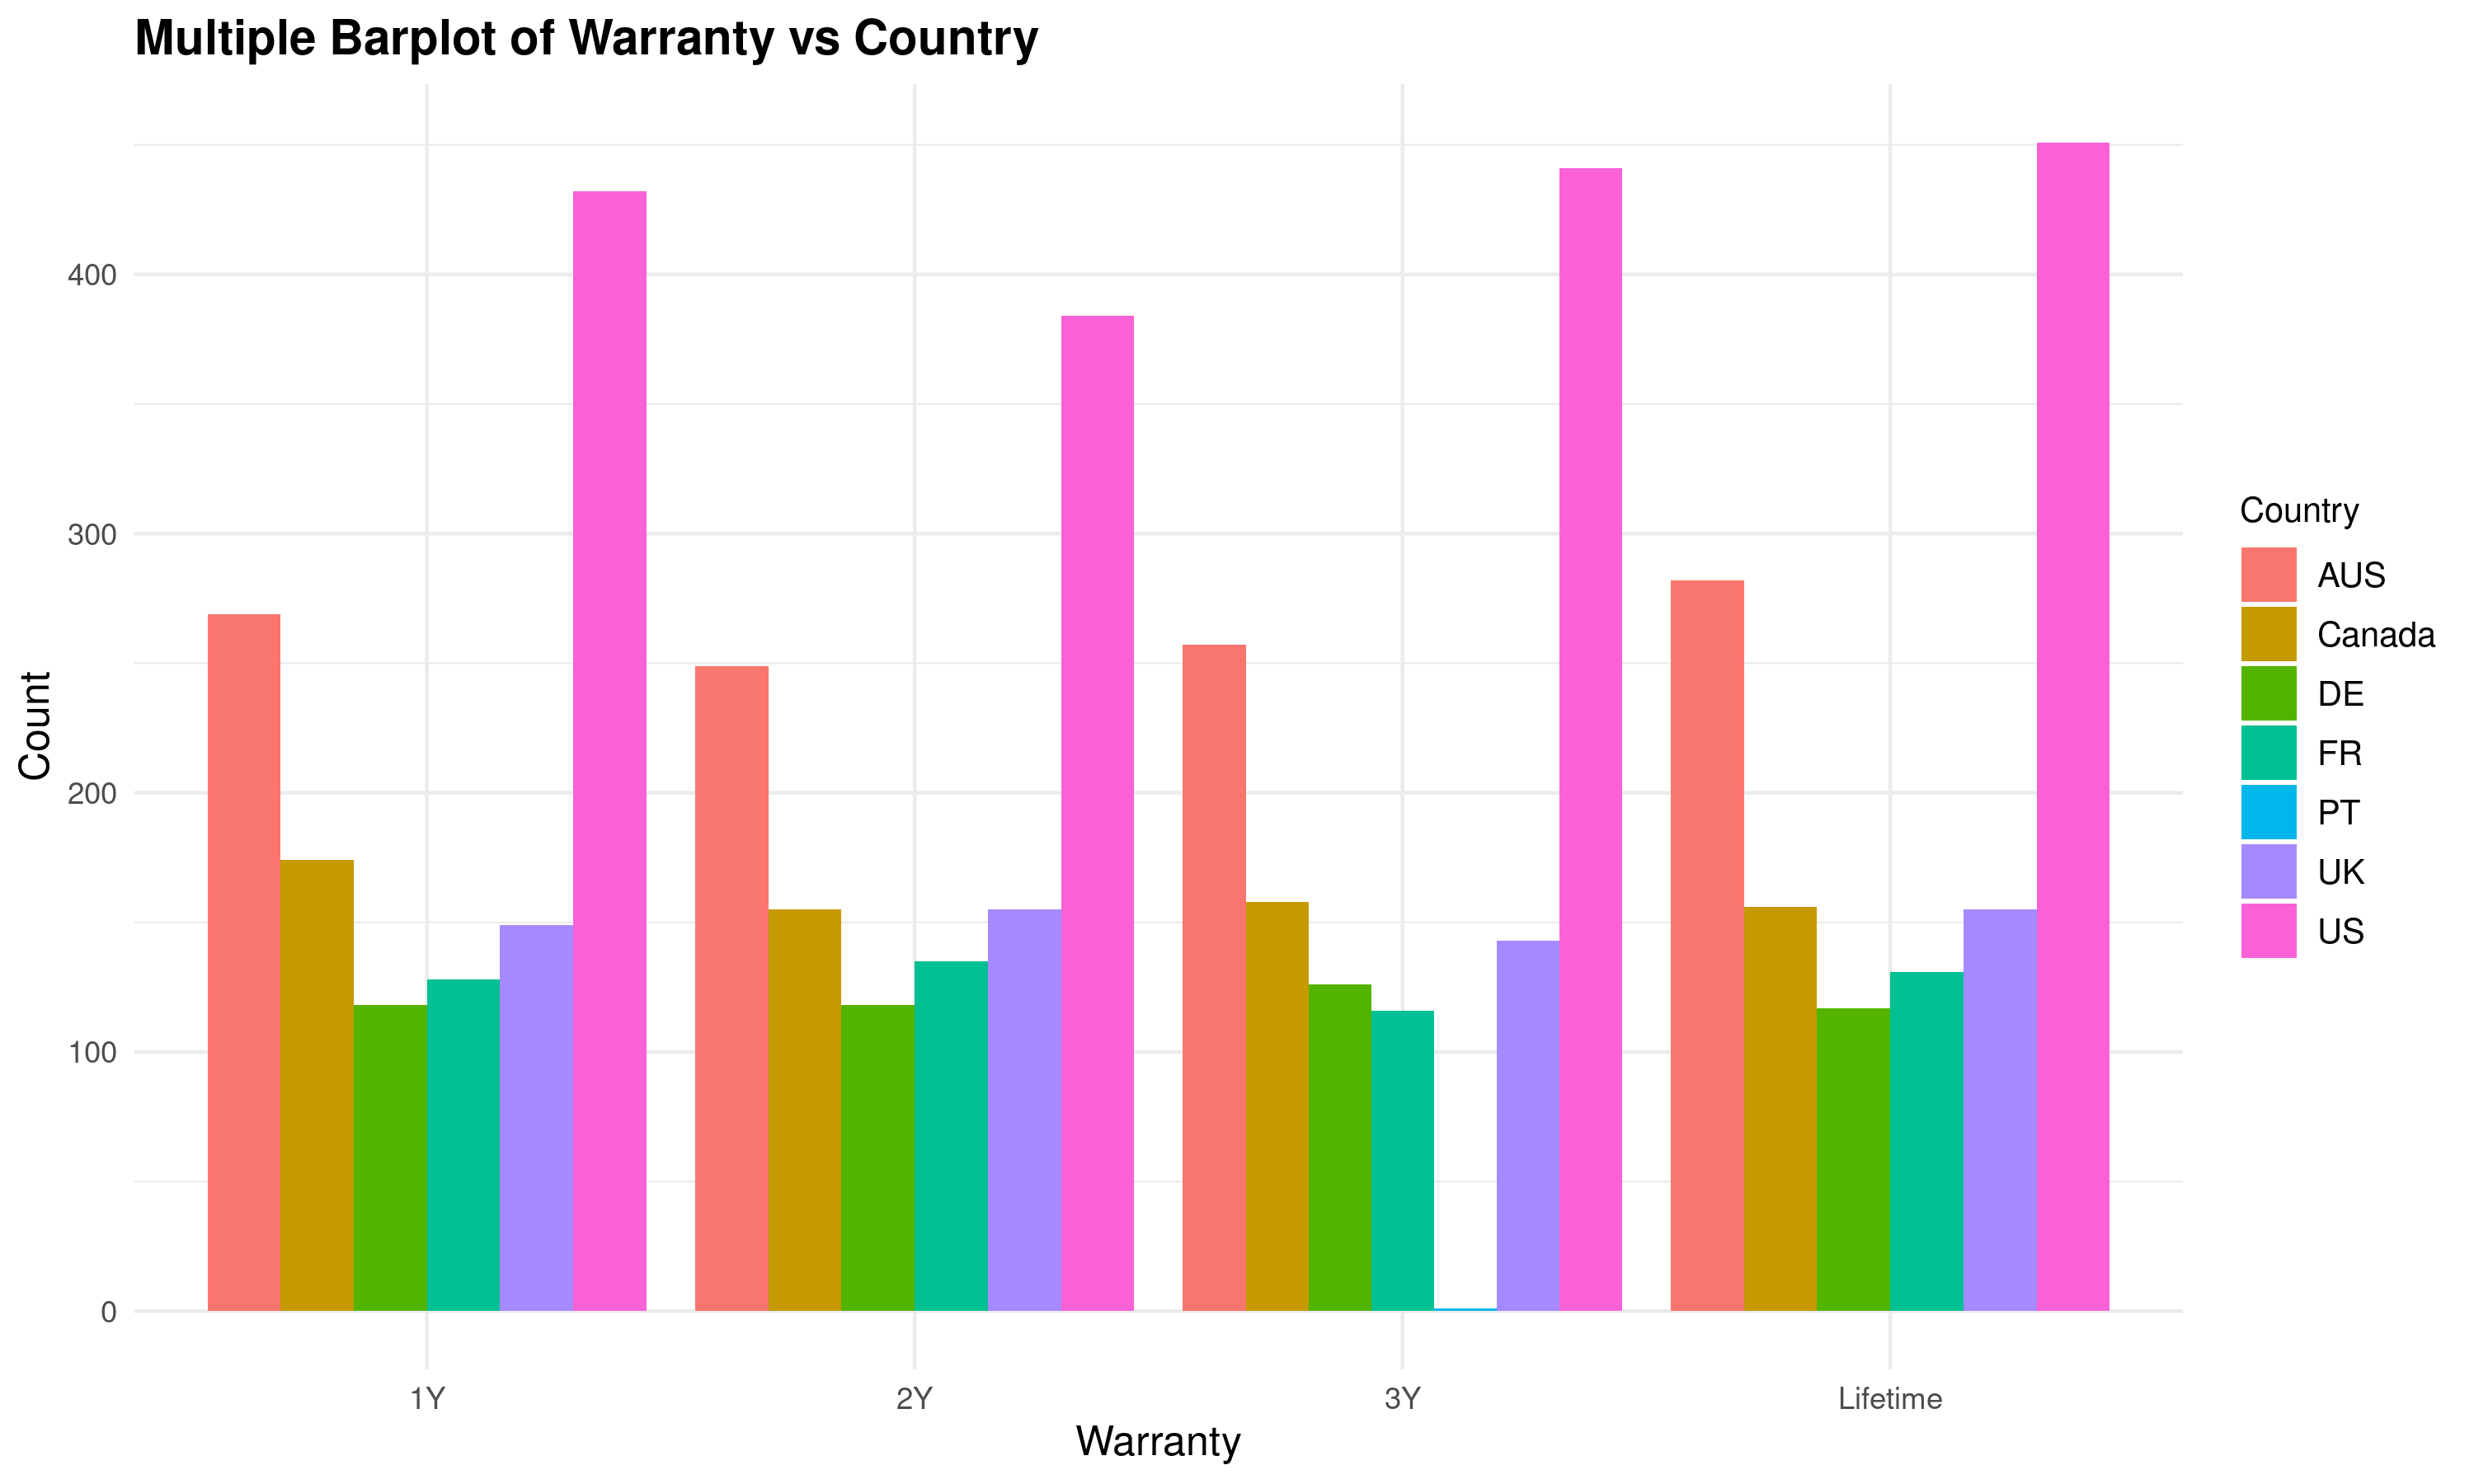 Multiple Barplot of Warranty vs Country
Count
400
300
200
100
0
1Y
2Y
3Y
Lifetime
Warranty
Country
AUS
Canada
DE
FR
PT
UK
US